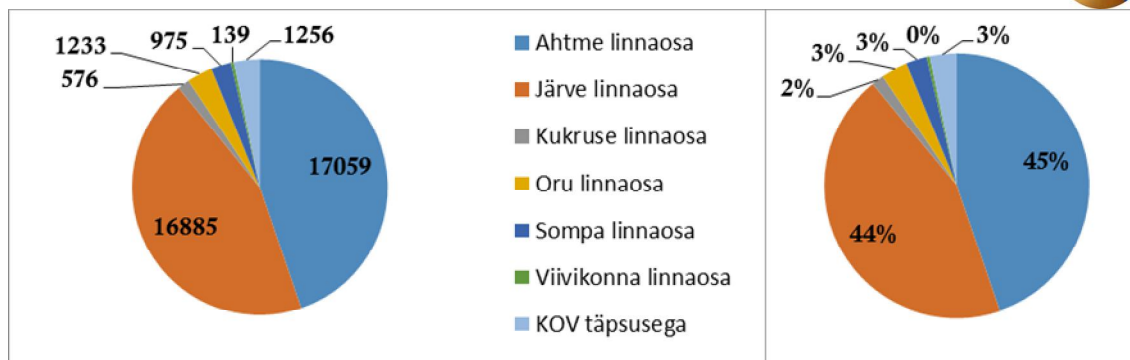 1233
975
139
1256
576
17059
16885
Ahtme linnaosa
Järve linnaosa
Kukruse linnaosa
Oru linnaosa
Sompa linnaosa
Viivikonna linnaosa
KOV täpsusega
3%
3%
0%
3%
2%
45%
44%